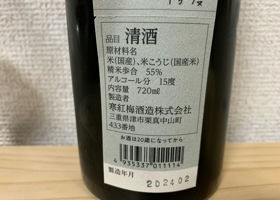 品目 清酒
原材料名
米(国産)、米こうじ(国産米)
精米歩合 55%
アルコール分 15度
内容量 720mℓ
製造者
寒紅梅酒造株式会社
三重県津市栗真中山町
433番地
お酒は20歳になってから
4935337011114
製造年月 202402